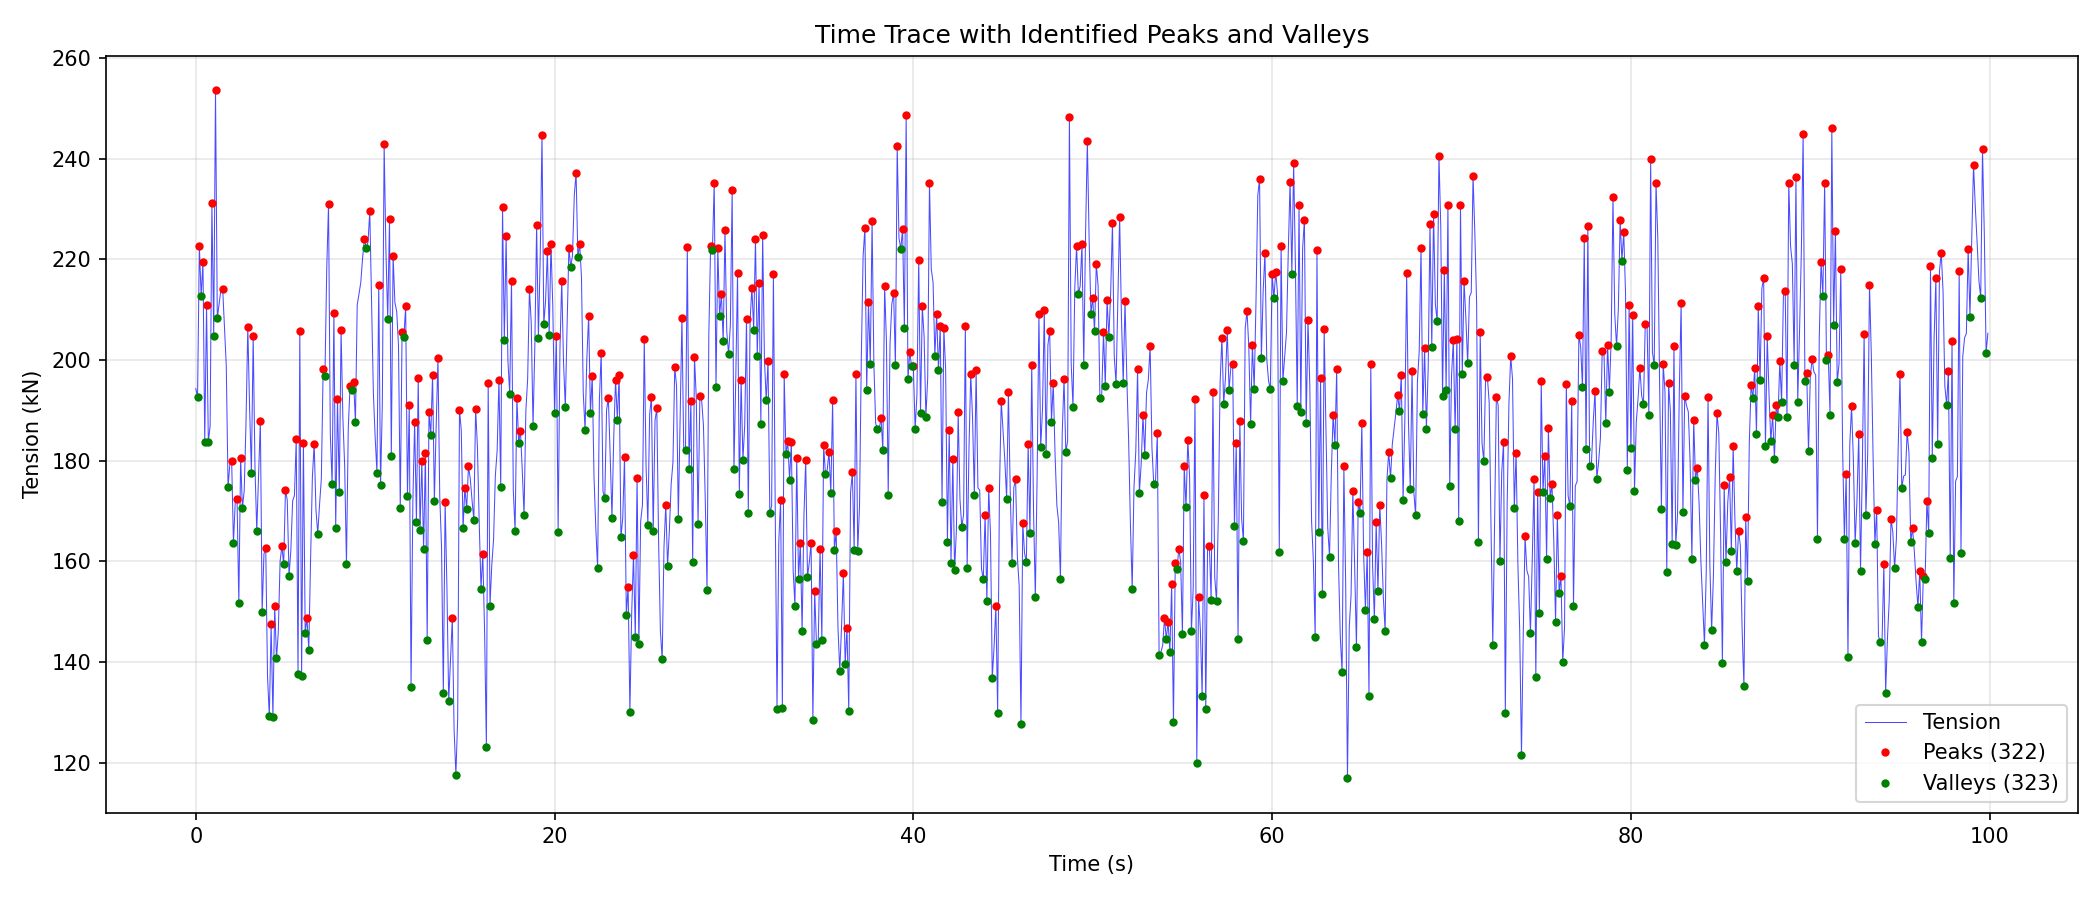 Time Trace with Identified Peaks and Valleys
Tension (kN)
260
240
220
200
180
160
140
120
0
20
40
60
80
100
Time (s)
Tension
Peaks (322)
Valleys (323)